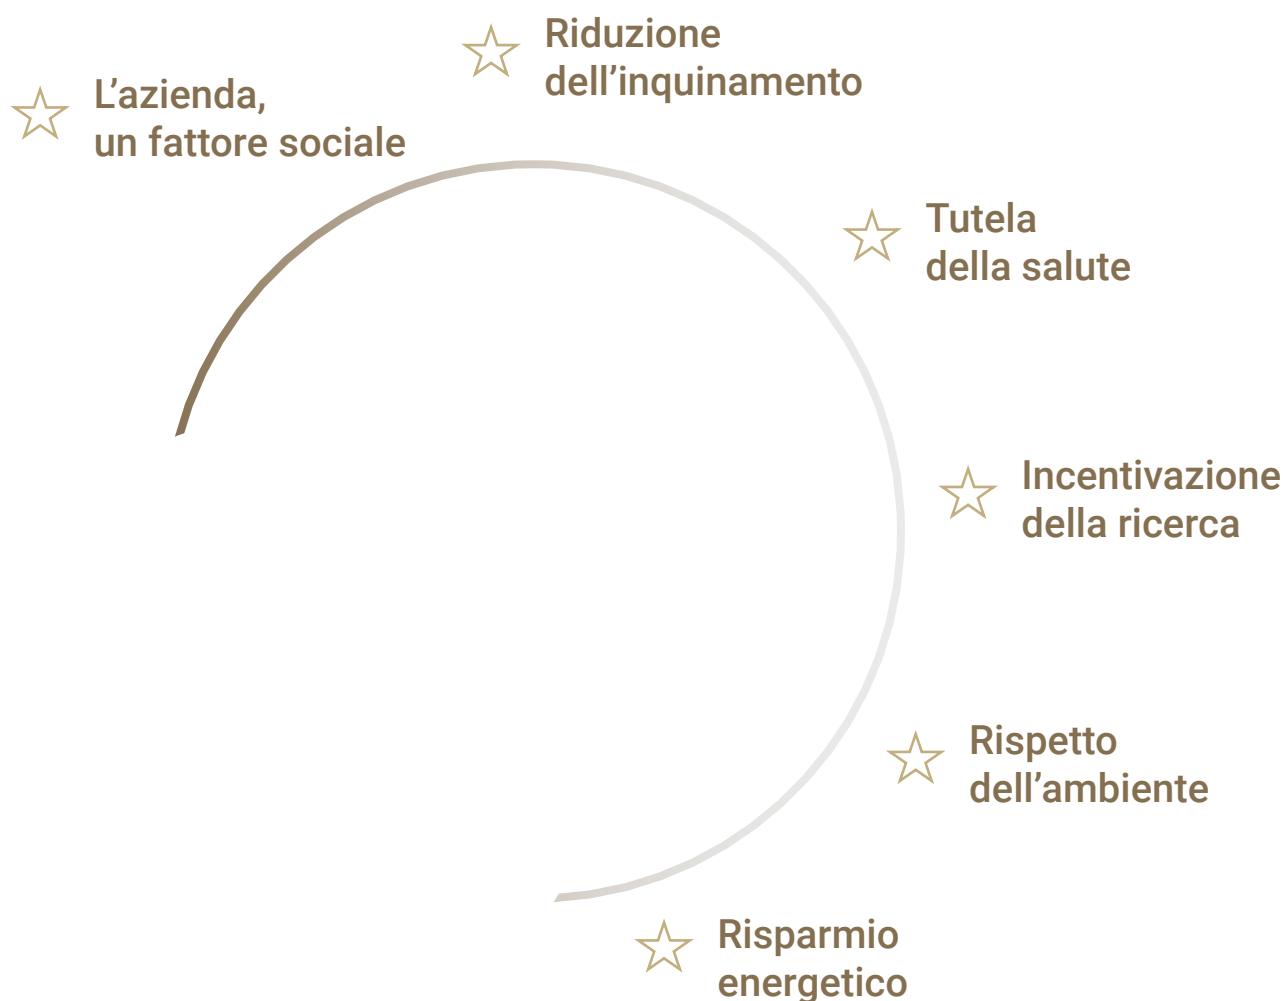 L’azienda,
un fattore sociale
Riduzione
dell’inquinamento
Tutela
della salute
Incentivazione
della ricerca
Rispetto
dell’ambiente
Risparmio
energetico